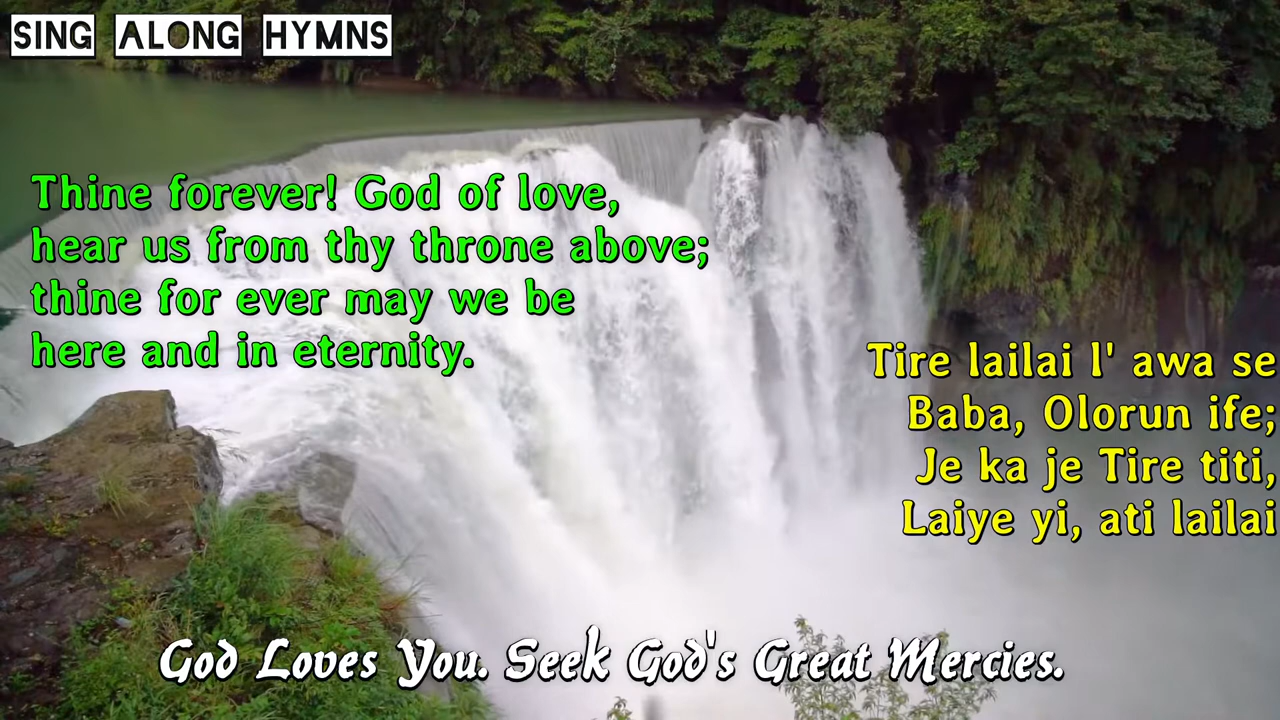 SING ALONG HYMNS
Thine forever! God of love,
hear us from thy throne above;
thine for ever may we be
here and in eternity.
Tire lailai l' awa se
Baba, Olorun ife;
Je ka je Tire titi,
Laiye yi, ati lailai
God Loves You. Seek God's Great Mercies.